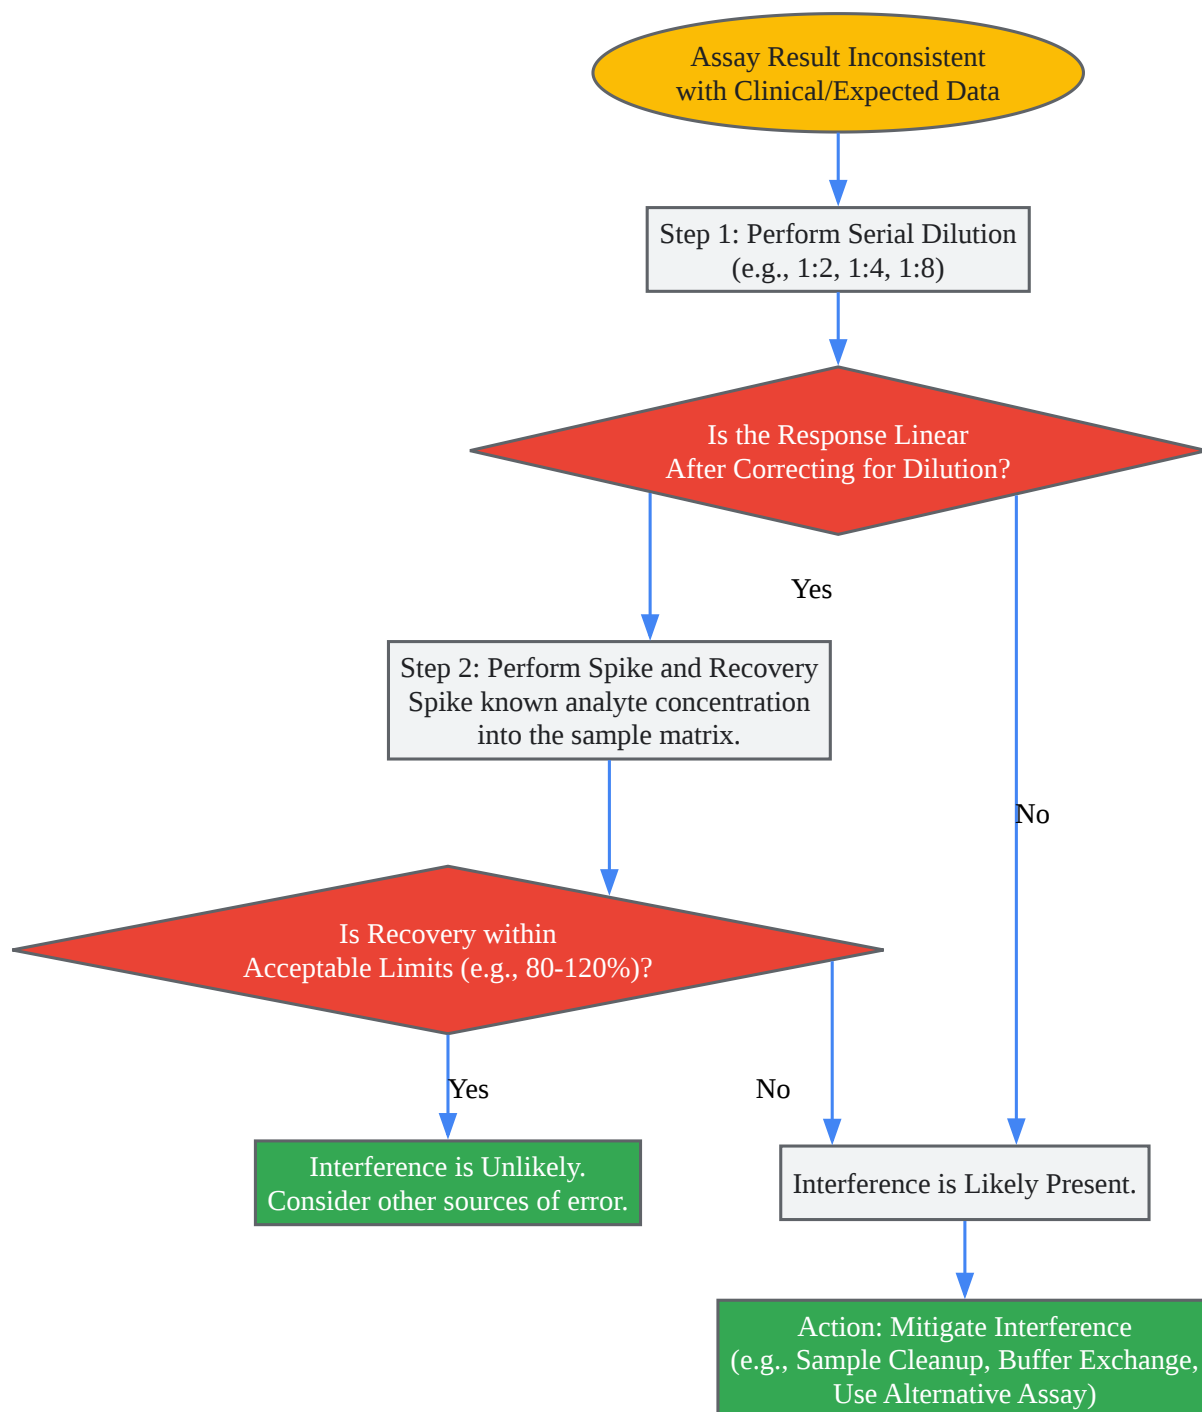 Assay Result Inconsistent
with Clinical/Expected Data
Step 1: Perform Serial Dilution
(e.g., 1:2, 1:4, 1:8)
Is the Response Linear
After Correcting for Dilution?
Yes
Step 2: Perform Spike and Recovery
Spike known analyte concentration
into the sample matrix.
No
Is Recovery within
Acceptable Limits (e.g., 80-120%)?
Yes
No
Interference is Unlikely.
Consider other sources of error.
Interference is Likely Present.
Action: Mitigate Interference
(e.g., Sample Cleanup, Buffer Exchange,
Use Alternative Assay)